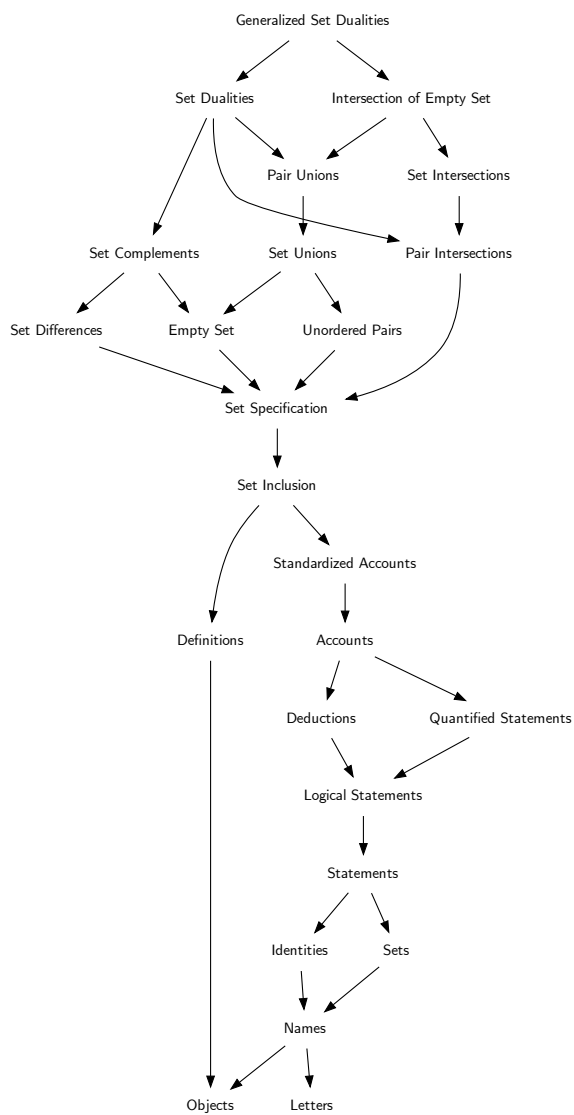 Generalized Set Dualities
Set Dualities
Intersection of Empty Set
Pair Unions
Set Intersections
Set Complements
Set Unions
Pair Intersections
Set Differences
Empty Set
Unordered Pairs
Set Specification
Set Inclusion
Standardized Accounts
Definitions
Accounts
Deductions
Quantified Statements
Logical Statements
Statements
Identities
Sets
Names
Objects
Letters